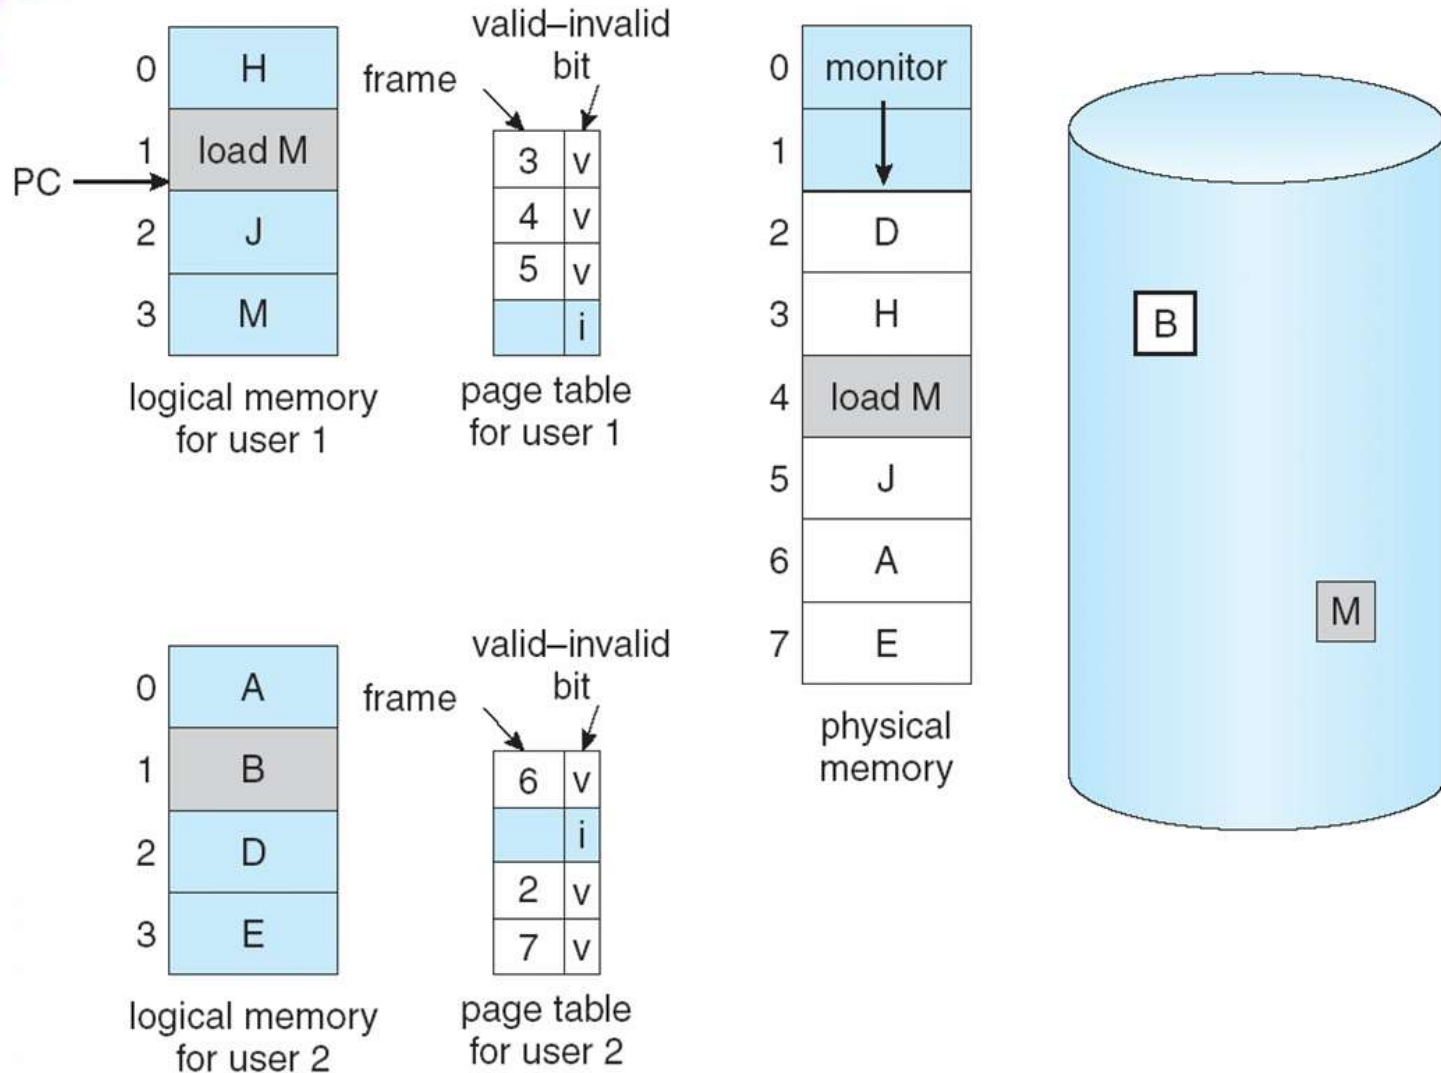 valid–invalid
bit
frame
0 H
1 load M
PC
2 J
3 M
logical memory
for user 1
3 v
4 v
5 v
i
page table
for user 1
valid–invalid
bit
frame
0 A
1 B
2 D
3 E
logical memory
for user 2
6 v
i
2 v
7 v
page table
for user 2
0 monitor
1
2 D
3 H
4 load M
5 J
6 A
7 E
physical
memory
B
M